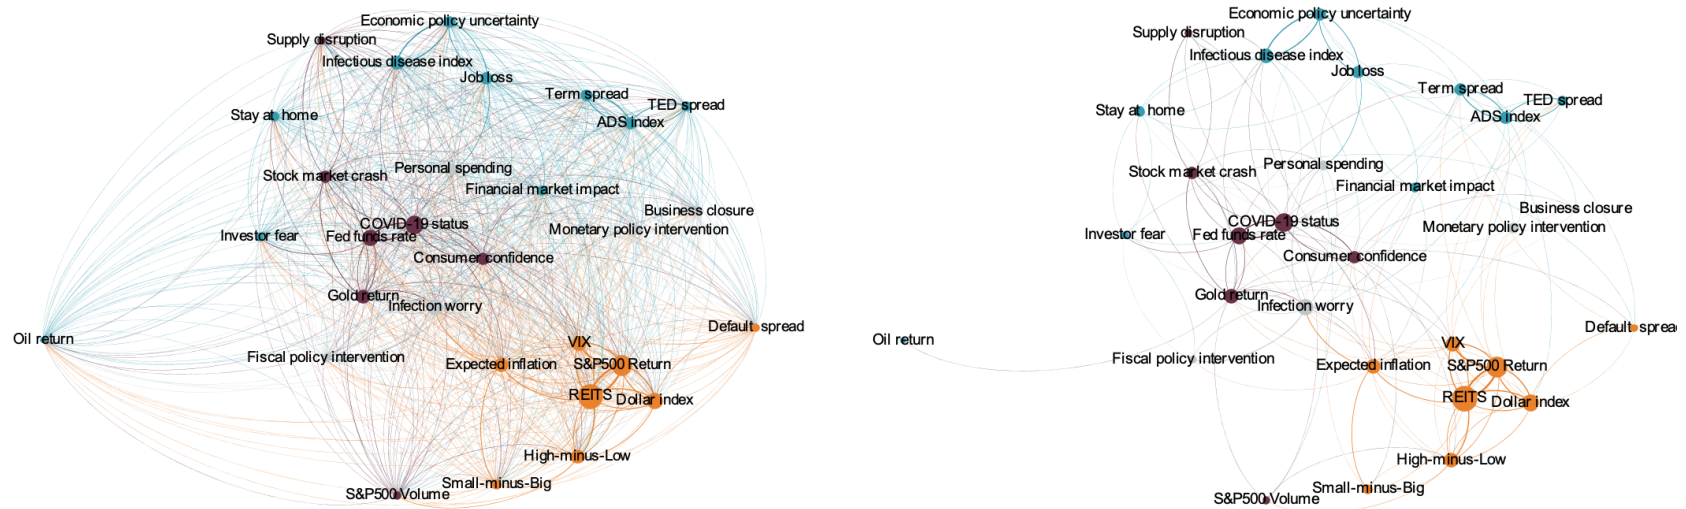 Economic policy uncertainty
Supply disruption
Infectious disease index
Job loss
Term spread
TED spread
ADS index
Stay at home
Personal spending
Stock market crash
Financial market impact
Business closure
COVID-19 status
Monetary policy intervention
Investor fear
Fed funds rate
Consumer confidence
Gold return
Infection worry
Default spread
Oil return
VIX
Fiscal policy intervention
Expected inflation
S&P500 Return
REITS
Dollar index
High-minus-Low
Small-minus-Big
S&P500 Volume
Economic policy uncertainty
Supply disruption
Infectious disease index
Job loss
Term spread
TED spread
ADS index
Stay at home
Personal spending
Stock market crash
Financial market impact
Business closure
COVID-19 status
Monetary policy intervention
Investor fear
Fed funds rate
Consumer confidence
Gold return
Infection worry
Default sprea
Oil return
VIX
Fiscal policy intervention
Expected inflation
S&P500 Return
REITS
Dollar index
High-minus-Low
Small-minus-Big
S&P500 Volume